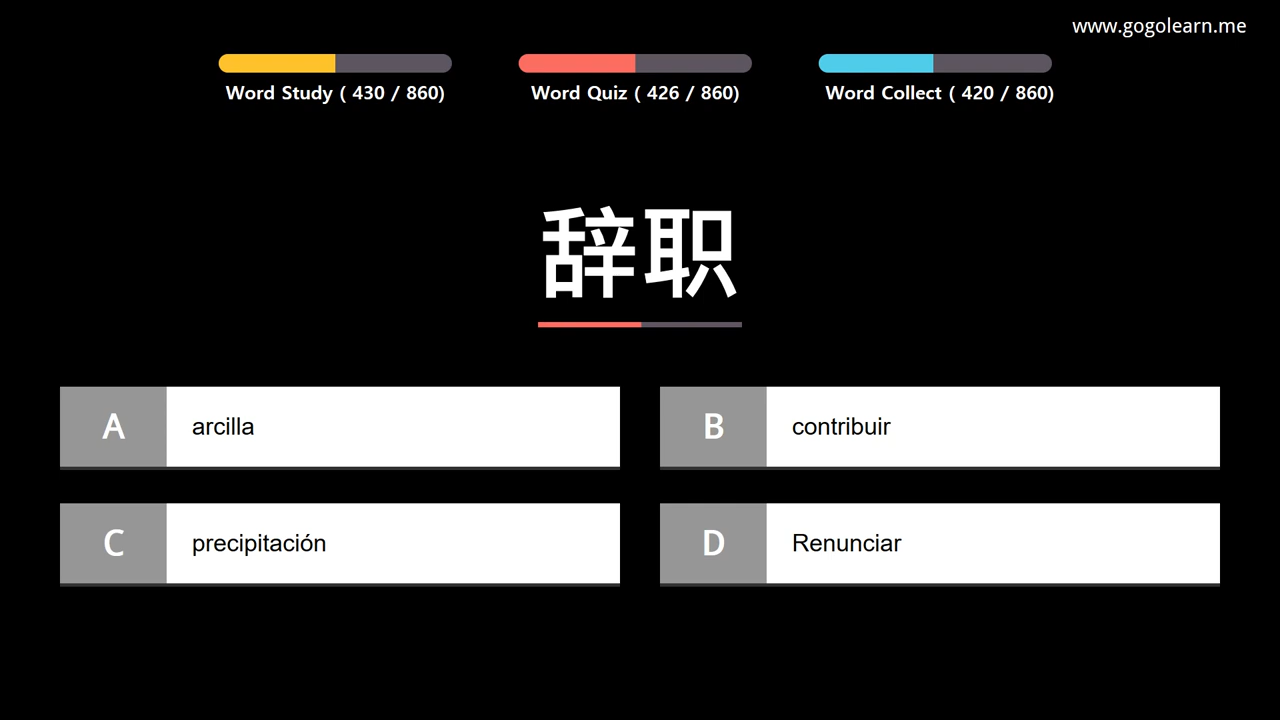 www.gogolearn.me
Word Study ( 430 / 860)
Word Quiz ( 426 / 860)
Word Collect ( 420 / 860)
辞职
A arcilla
B contribuir
C precipitación
D Renunciar